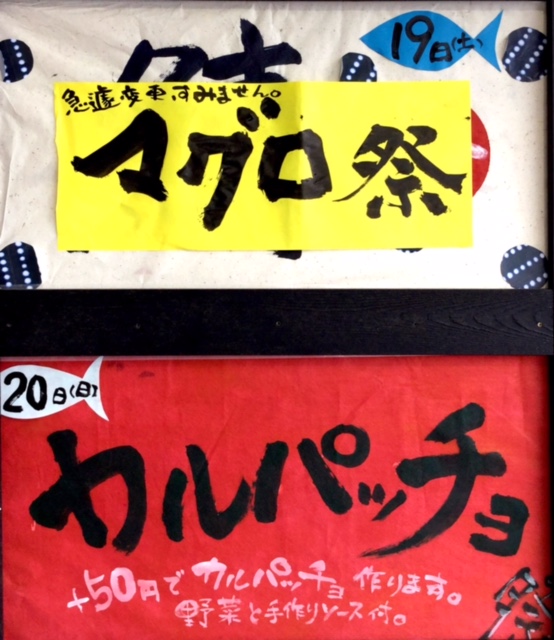 19日(土)
急遽変更すみません。
マグロ祭
20日(日)
カルパッチョ
祭
+50円でカルパッチョ作ります。
野菜と手作りソース付。